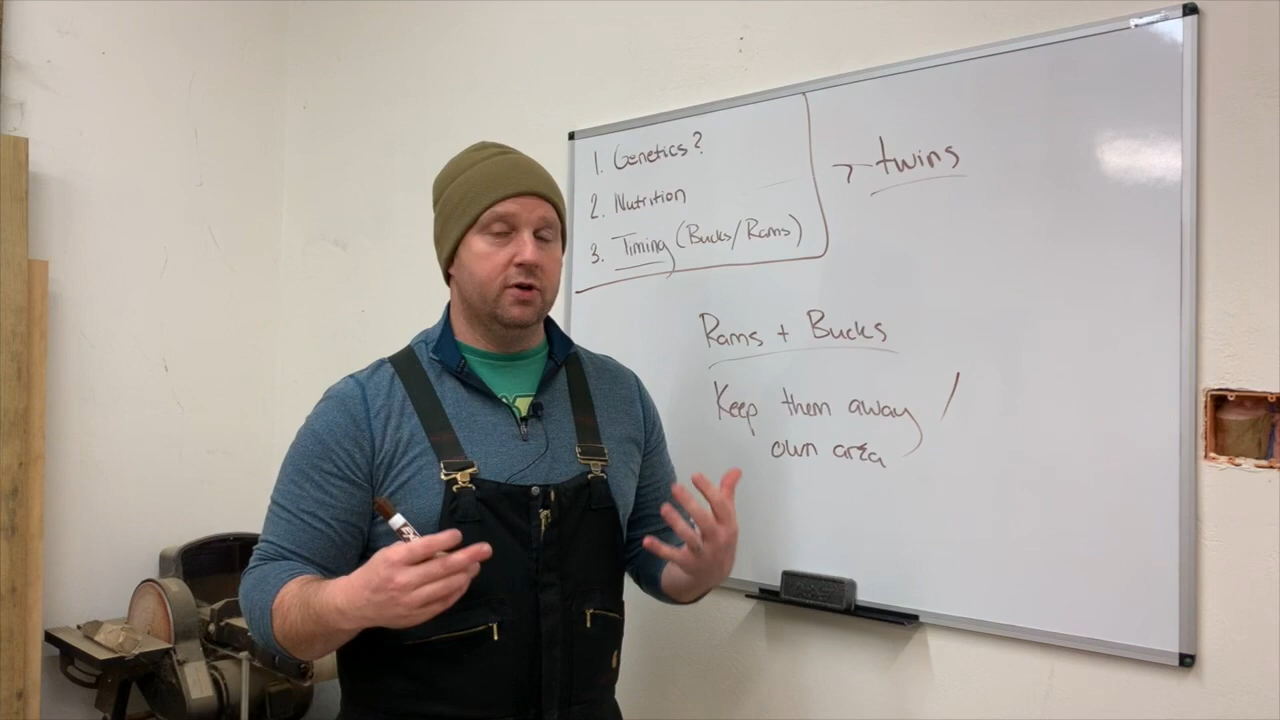 1. Genetics?
2. Nutrition
3. Timing (Bucks/Rams)
twins
Rams + Bucks
Keep them away /
own area